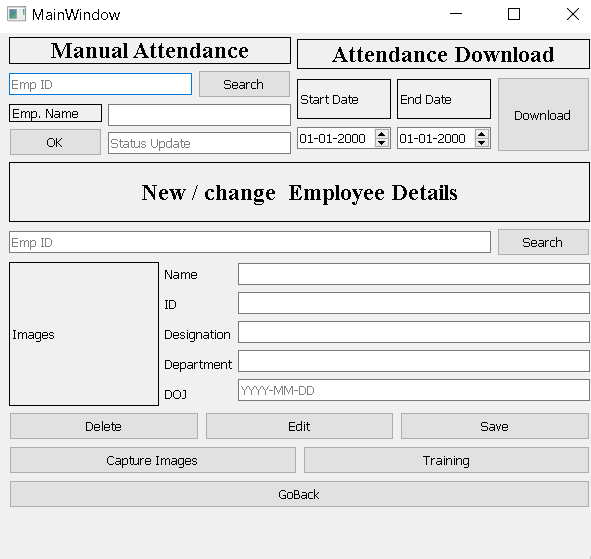 MainWindow
Manual Attendance
Attendance Download
Emp ID
Search
Start Date
End Date
Download
Emp. Name
OK
Status Update
01-01-2000
01-01-2000
New / change  Employee Details
Emp ID
Search
Images
Name
ID
Designation
Department
DOJ
YYYY-MM-DD
Delete
Edit
Save
Capture Images
Training
GoBack